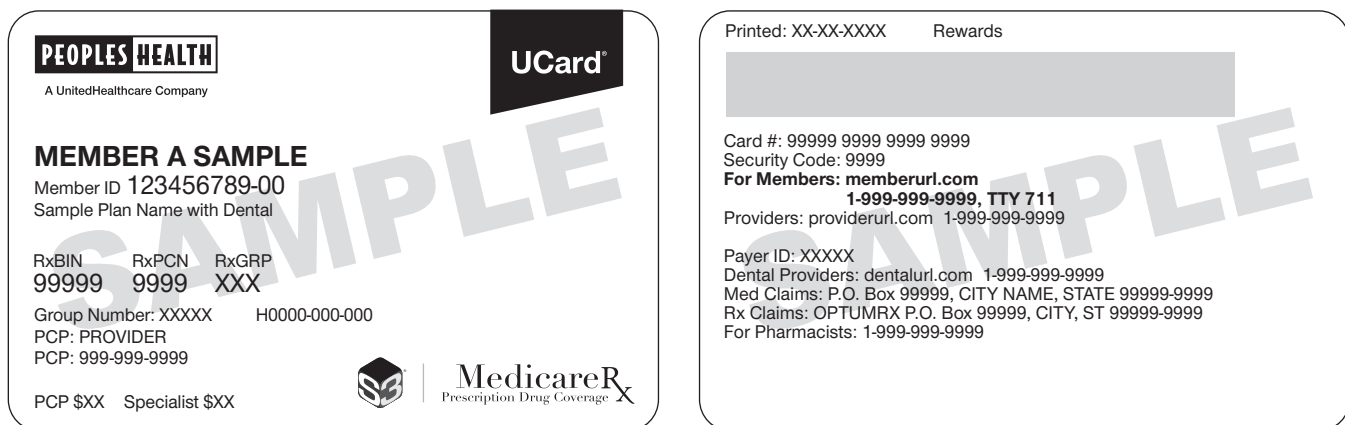 PEOPLES HEALTH
A UnitedHealthcare Company
UCard®
MEMBER A SAMPLE
Member ID 123456789-00
Sample Plan Name with Dental
RxBIN RxPCN RxGRP
99999 9999 XXX
Group Number: XXXXX H0000-000-000
PCP: PROVIDER
PCP: 999-999-9999
PCP $XX Specialist $XX
S3
MedicareRx
Prescription Drug Coverage
SAMPLE
Printed: XX-XX-XXXX Rewards
Card #: 99999 9999 9999 9999
Security Code: 9999
For Members: memberurl.com
1-999-999-9999, TTY 711
Providers: providerurl.com 1-999-999-9999
Payer ID: XXXXX
Dental Providers: dentalurl.com 1-999-999-9999
Med Claims: P.O. Box 99999, CITY NAME, STATE 99999-9999
Rx Claims: OPTUMRX P.O. Box 99999, CITY, ST 99999-9999
For Pharmacists: 1-999-999-9999
SAMPLE